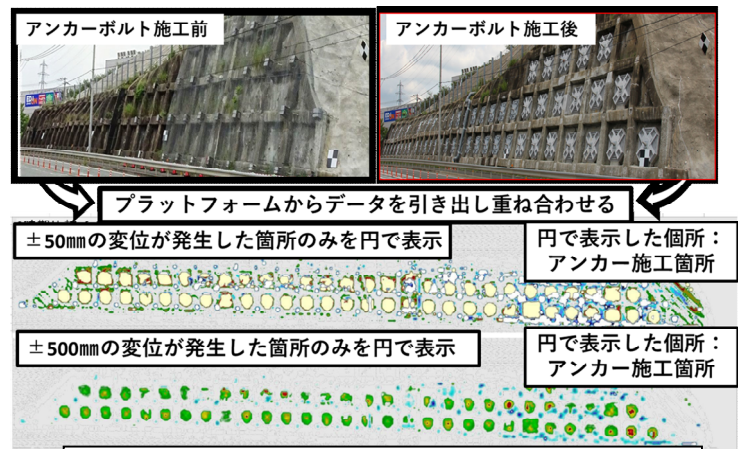 アンカーボルト施工前
アンカーボルト施工後
プラットフォームからデータを引き出し重ね合わせる
±50㎜の変位が発生した箇所のみを円で表示
円で表示した個所：
アンカー施工箇所
±500㎜の変位が発生した箇所のみを円で表示
円で表示した個所：
アンカー施工箇所